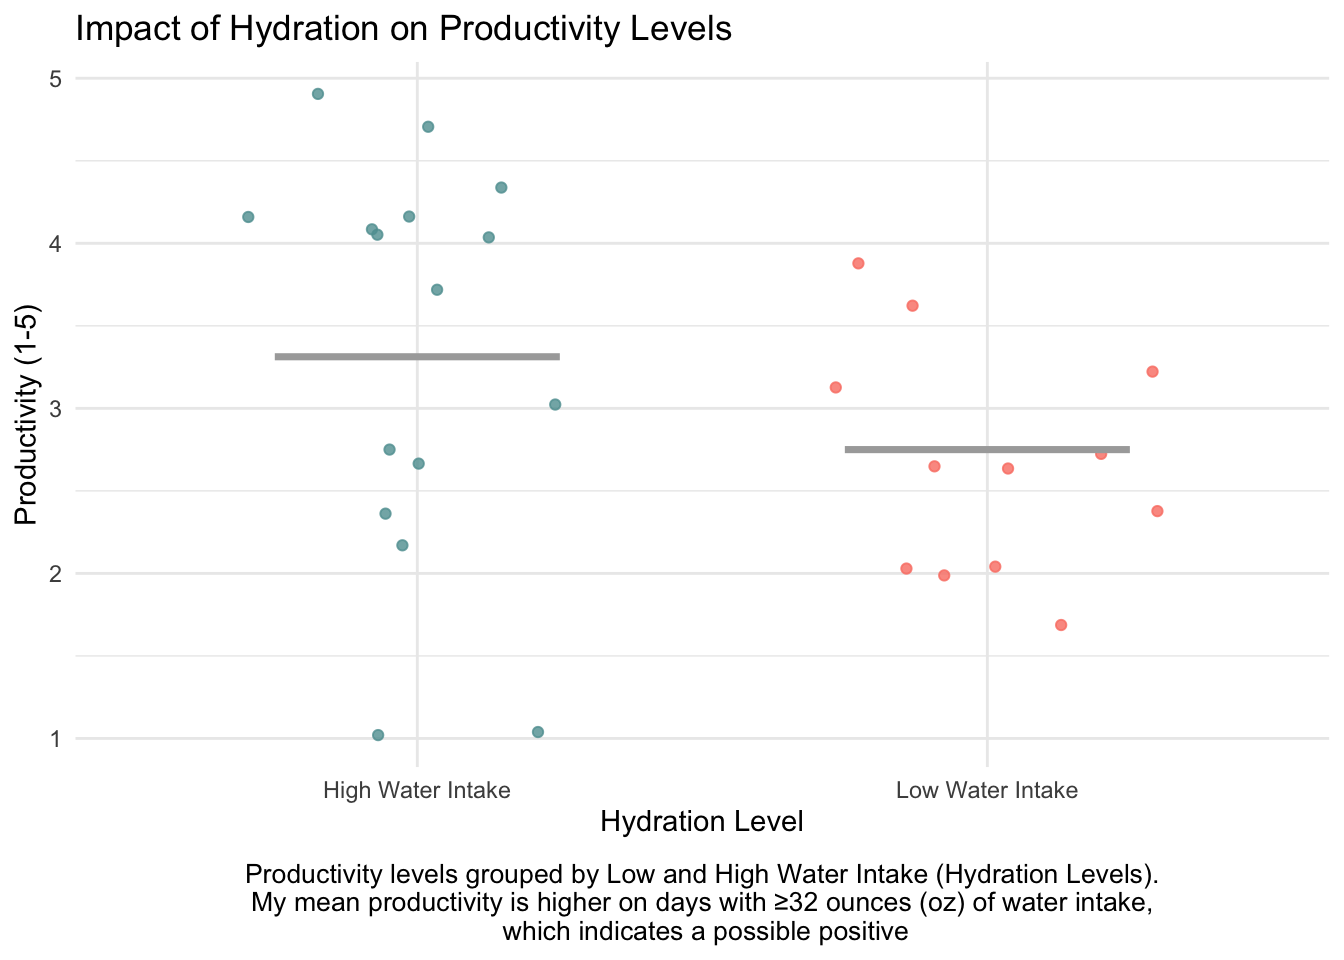 Impact of Hydration on Productivity Levels
5
4
3
2
1
Productivity (1-5)
High Water Intake
Low Water Intake
Hydration Level
Productivity levels grouped by Low and High Water Intake (Hydration Levels).
My mean productivity is higher on days with ≥32 ounces (oz) of water intake,
which indicates a possible positive